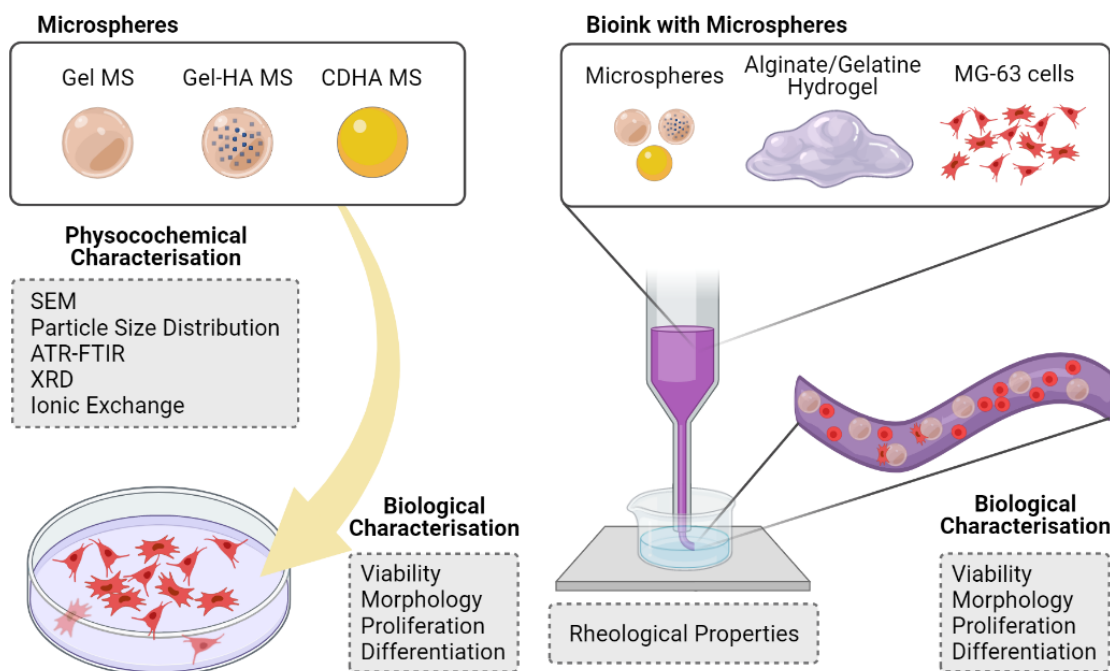 Microspheres
Gel MS
Gel-HA MS
CDHA MS
Physocochemical
Characterisation
SEM
Particle Size Distribution
ATR-FTIR
XRD
Ionic Exchange
Biological
Characterisation
Viability
Morphology
Proliferation
Differentiation
Bioink with Microspheres
Microspheres
Alginate/Gelatine
Hydrogel
MG-63 cells
Rheological Properties
Biological
Characterisation
Viability
Morphology
Proliferation
Differentiation